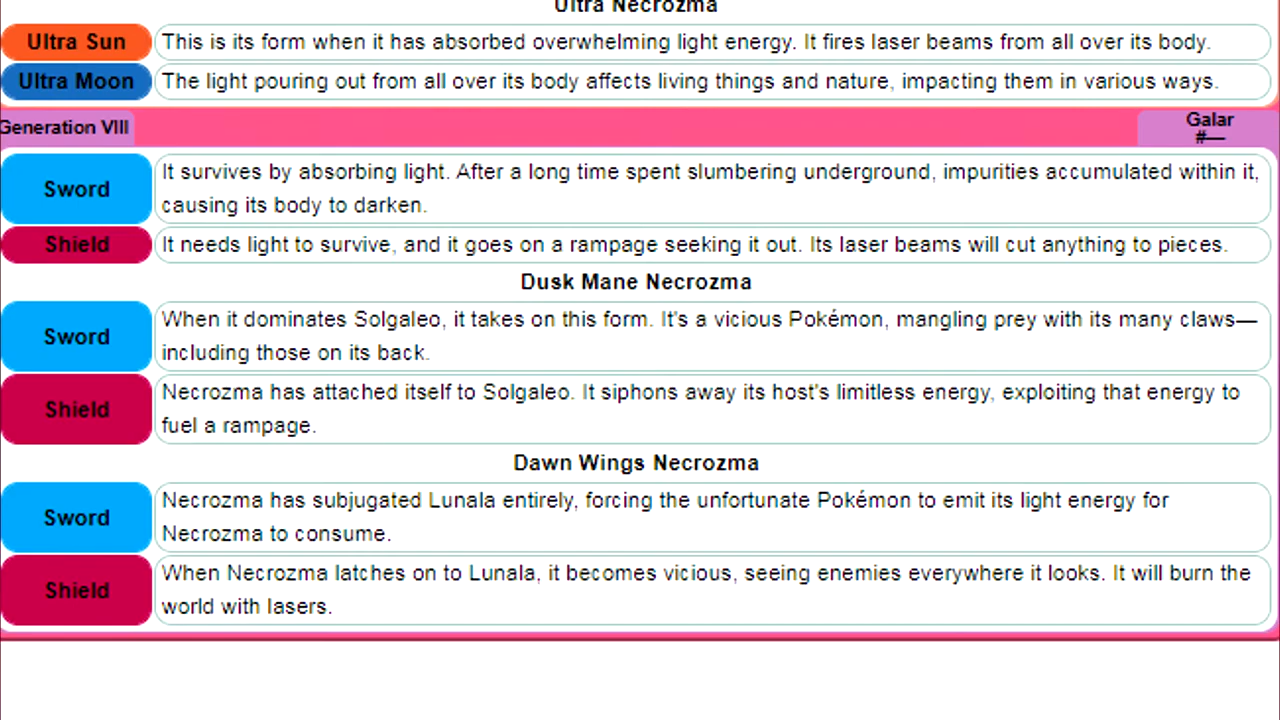 Ultra Necrozma
Ultra Sun This is its form when it has absorbed overwhelming light energy. It fires laser beams from all over its body.
Ultra Moon The light pouring out from all over its body affects living things and nature, impacting them in various ways.
Generation VIII Galar
#—
Sword It survives by absorbing light. After a long time spent slumbering underground, impurities accumulated within it,
causing its body to darken.
Shield It needs light to survive, and it goes on a rampage seeking it out. Its laser beams will cut anything to pieces.
Dusk Mane Necrozma
Sword When it dominates Solgaleo, it takes on this form. It's a vicious Pokémon, mangling prey with its many claws—
including those on its back.
Shield Necrozma has attached itself to Solgaleo. It siphons away its host's limitless energy, exploiting that energy to
fuel a rampage.
Dawn Wings Necrozma
Sword Necrozma has subjugated Lunala entirely, forcing the unfortunate Pokémon to emit its light energy for
Necrozma to consume.
Shield When Necrozma latches on to Lunala, it becomes vicious, seeing enemies everywhere it looks. It will burn the
world with lasers.